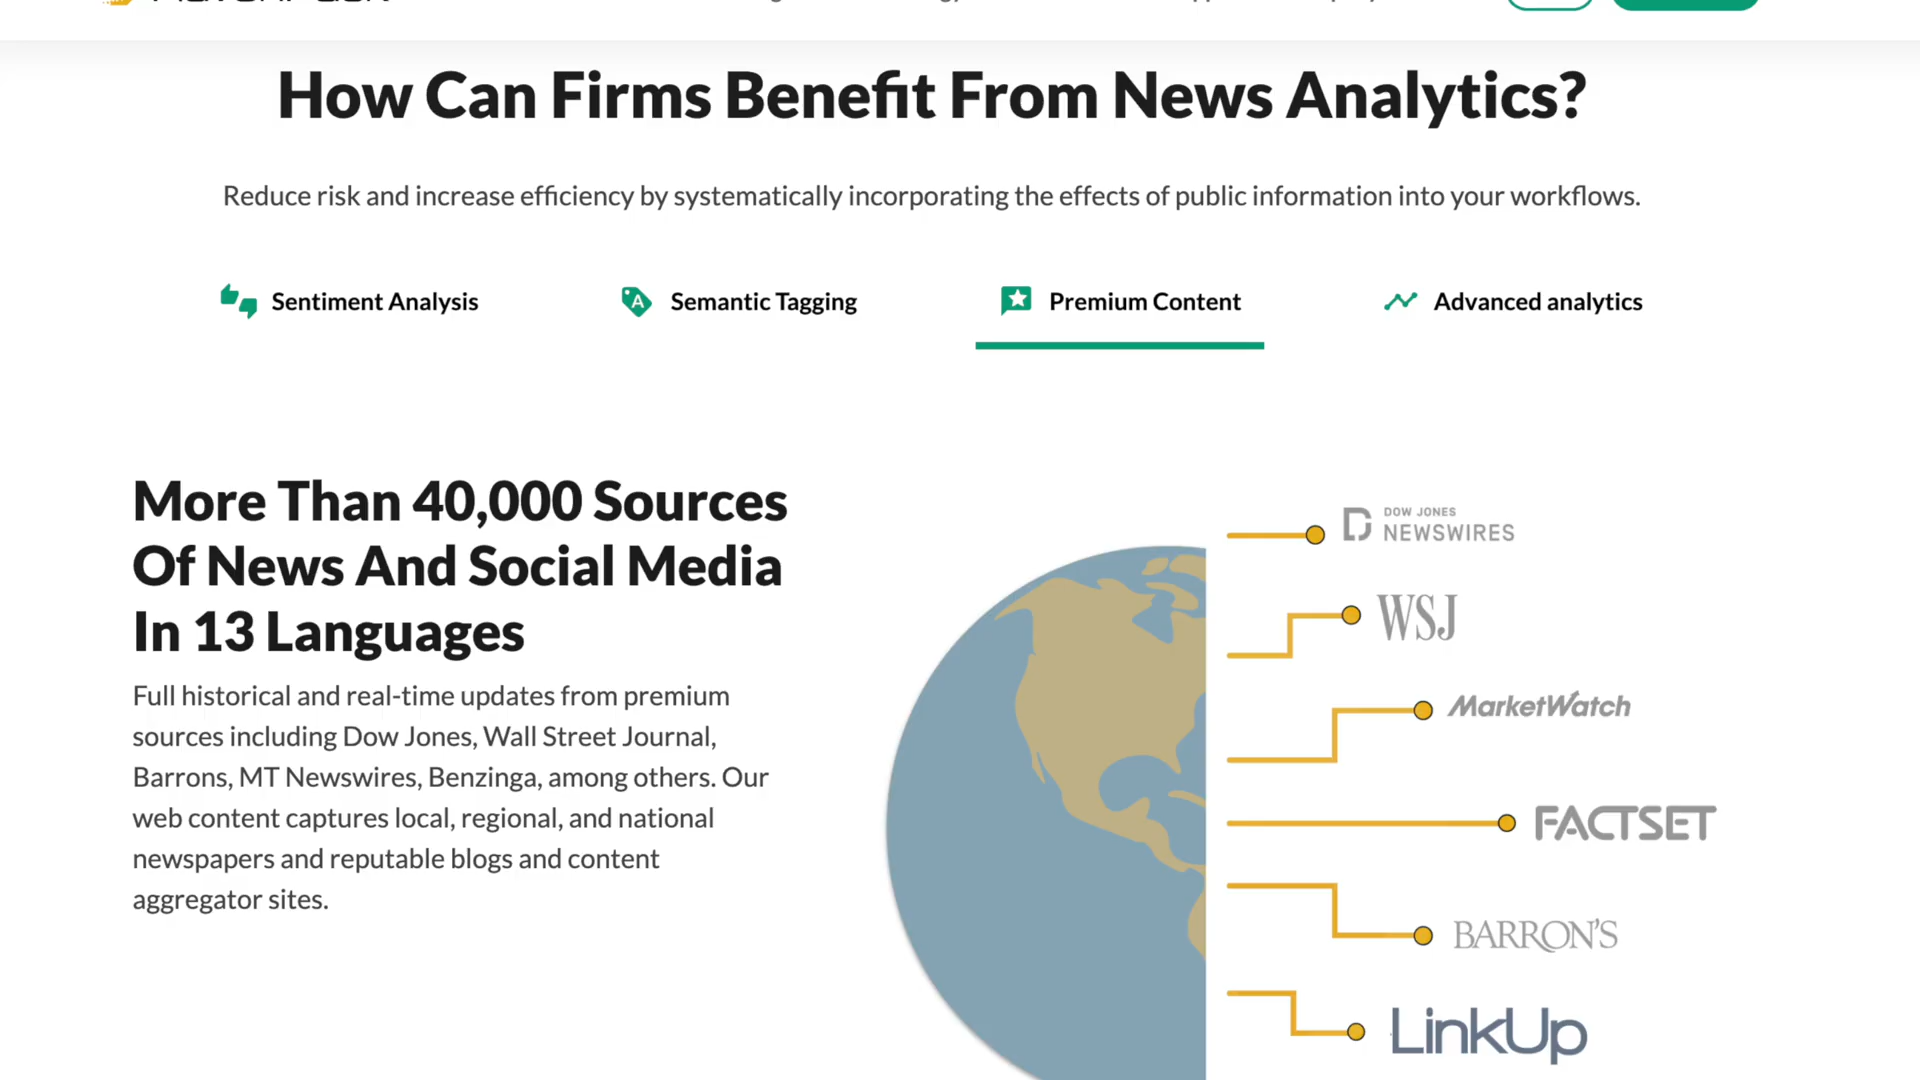 How Can Firms Benefit From News Analytics?
Reduce risk and increase efficiency by systematically incorporating the effects of public information into your workflows.
Sentiment Analysis
A
Semantic Tagging
Premium Content
Advanced analytics
More Than 40,000 Sources
Of News And Social Media
In 13 Languages
Full historical and real-time updates from premium
sources including Dow Jones, Wall Street Journal,
Barrons, MT Newswires, Benzinga, among others. Our
web content captures local, regional, and national
newspapers and reputable blogs and content
aggregator sites.
DOW JONES
NEWSWIRES
WSJ
MarketWatch
FACTSET
BARRON'S
LinkUp